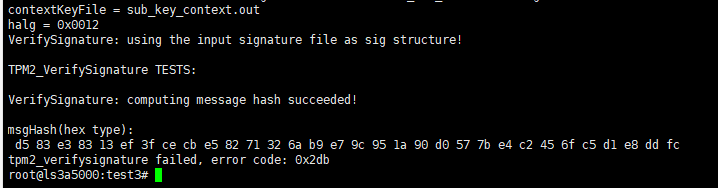 contextKeyFile = sub_key_context.out
halg = 0x0012
VerifySignature: using the input signature file as sig structure!
TPM2_VerifySignature TESTS:
VerifySignature: computing message hash succeeded!
msgHash(hex type):
d5 83 e3 83 13 ef 3f ce cb e5 82 71 32 6a b9 e7 9c 95 1a 90 d0 57 7b e4 c2 45 6f c5 d1 e8 dd fc
tpm2_verifysignature failed, error code: 0x2db
root@ls3a5000:test3#